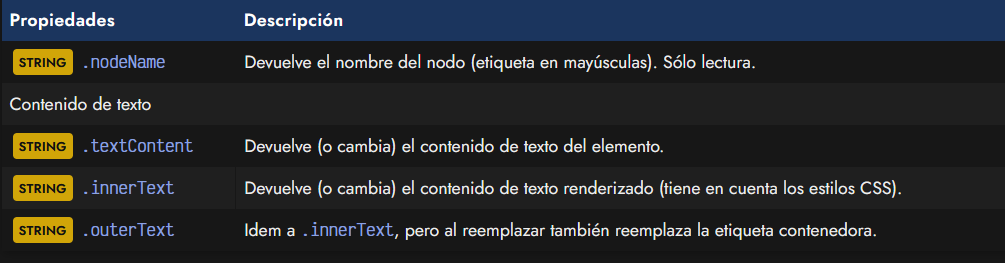 Propiedades Descripción
STRING .nodeName Devuelve el nombre del nodo (etiqueta en mayúsculas). Sólo lectura.
Contenido de texto
STRING .textContent Devuelve (o cambia) el contenido de texto del elemento.
STRING .innerText Devuelve (o cambia) el contenido de texto renderizado (tiene en cuenta los estilos CSS).
STRING .outerText Idem a .innerText, pero al reemplazar también reemplaza la etiqueta contenedora.